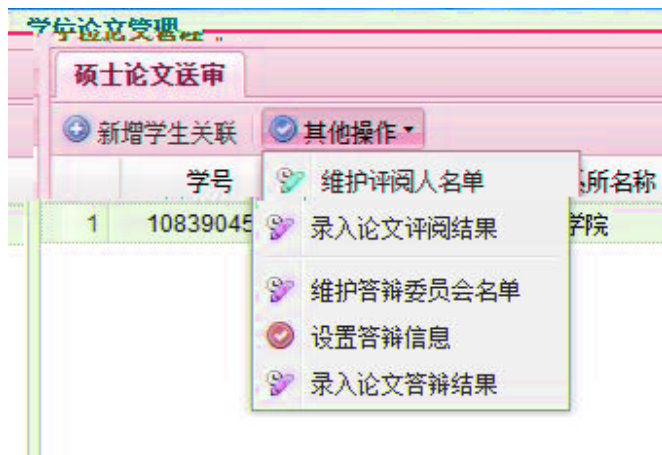 学位论文管理
硕士论文送审
新增学生关联 其他操作
学号 所名称
维护评阅人名单
1 10839045 学院
录入论文评阅结果
维护答辩委员会名单
设置答辩信息
录入论文答辩结果